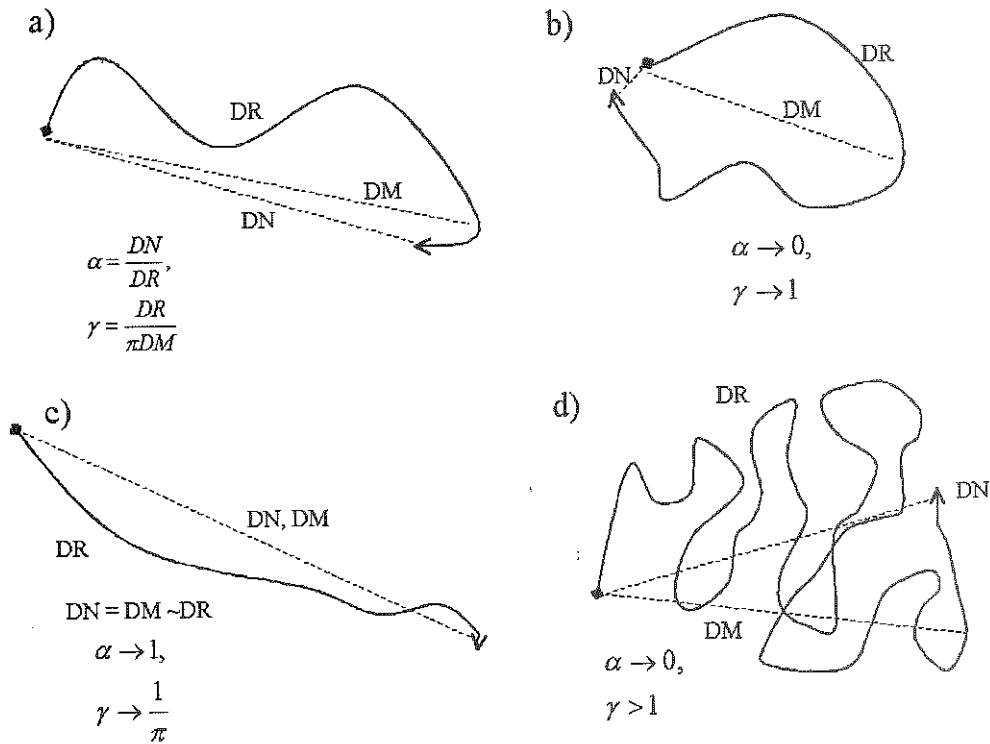 a)
DR
DM
DN
α = DN/DR,
γ = DR/πDM
b)
DN
DR
DM
α → 0,
γ → 1
c)
DN, DM
DR
DN = DM ~DR
α → 1,
γ → 1/π
d)
DR
DN
DM
α → 0,
γ > 1